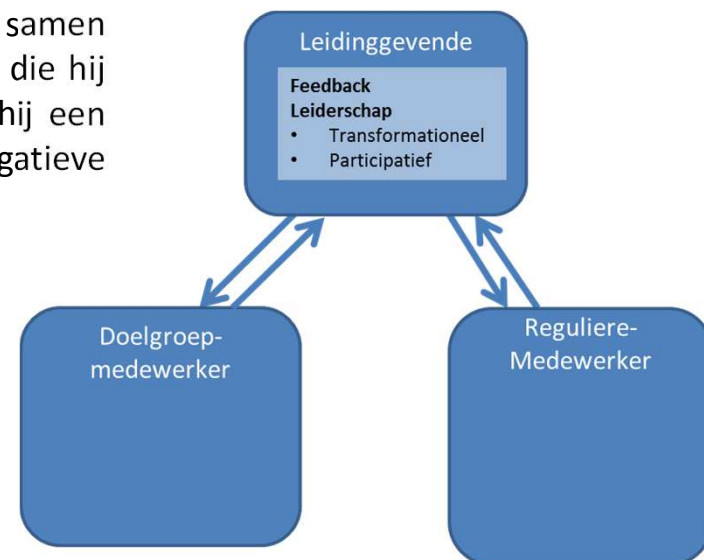 samen
die hij
hij een
gatieve
Leidinggevende
Feedback
Leiderschap
• Transformationeel
• Participatief
Doelgroep-
medewerker
Reguliere-
Medewerker